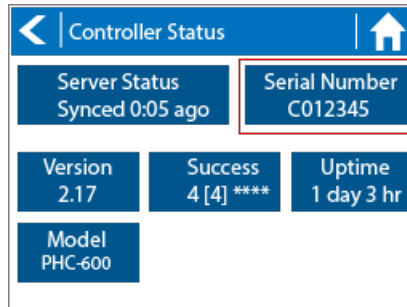 Controller Status
Server Status
Synced 0:05 ago
Serial Number
C012345
Version
2.17
Success
4 [4] ****
Uptime
1 day 3 hr
Model
PHC-600